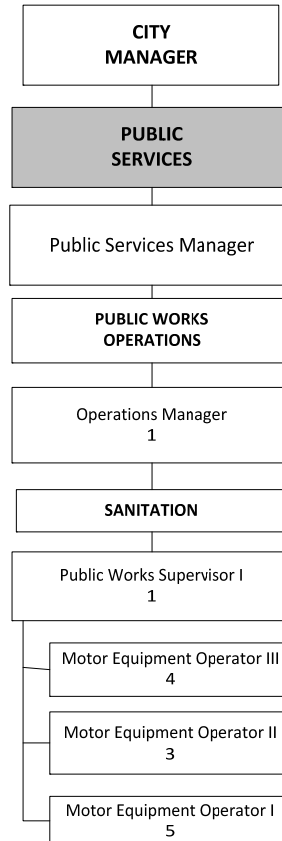 CITY
MANAGER
PUBLIC
SERVICES
Public Services Manager
PUBLIC WORKS
OPERATIONS
Operations Manager
1
SANITATION
Public Works Supervisor I
1
Motor Equipment Operator III
4
Motor Equipment Operator II
3
Motor Equipment Operator I
5